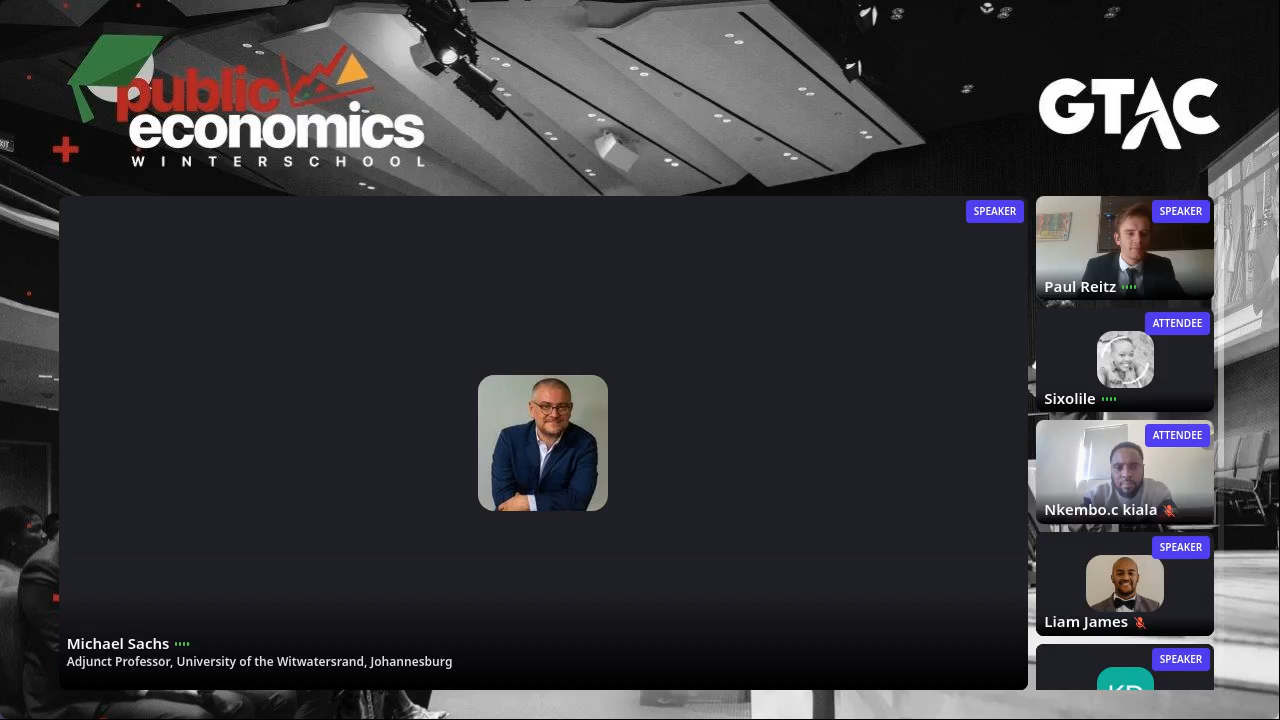 public
economics
WINTERSCHOOL
GTAC
SPEAKER
Michael Sachs
Adjunct Professor, University of the Witwatersrand, Johannesburg
SPEAKER
Paul Reitz
ATTENDEE
Sixolile
ATTENDEE
Nkembo.c kiala
SPEAKER
Liam James
SPEAKER